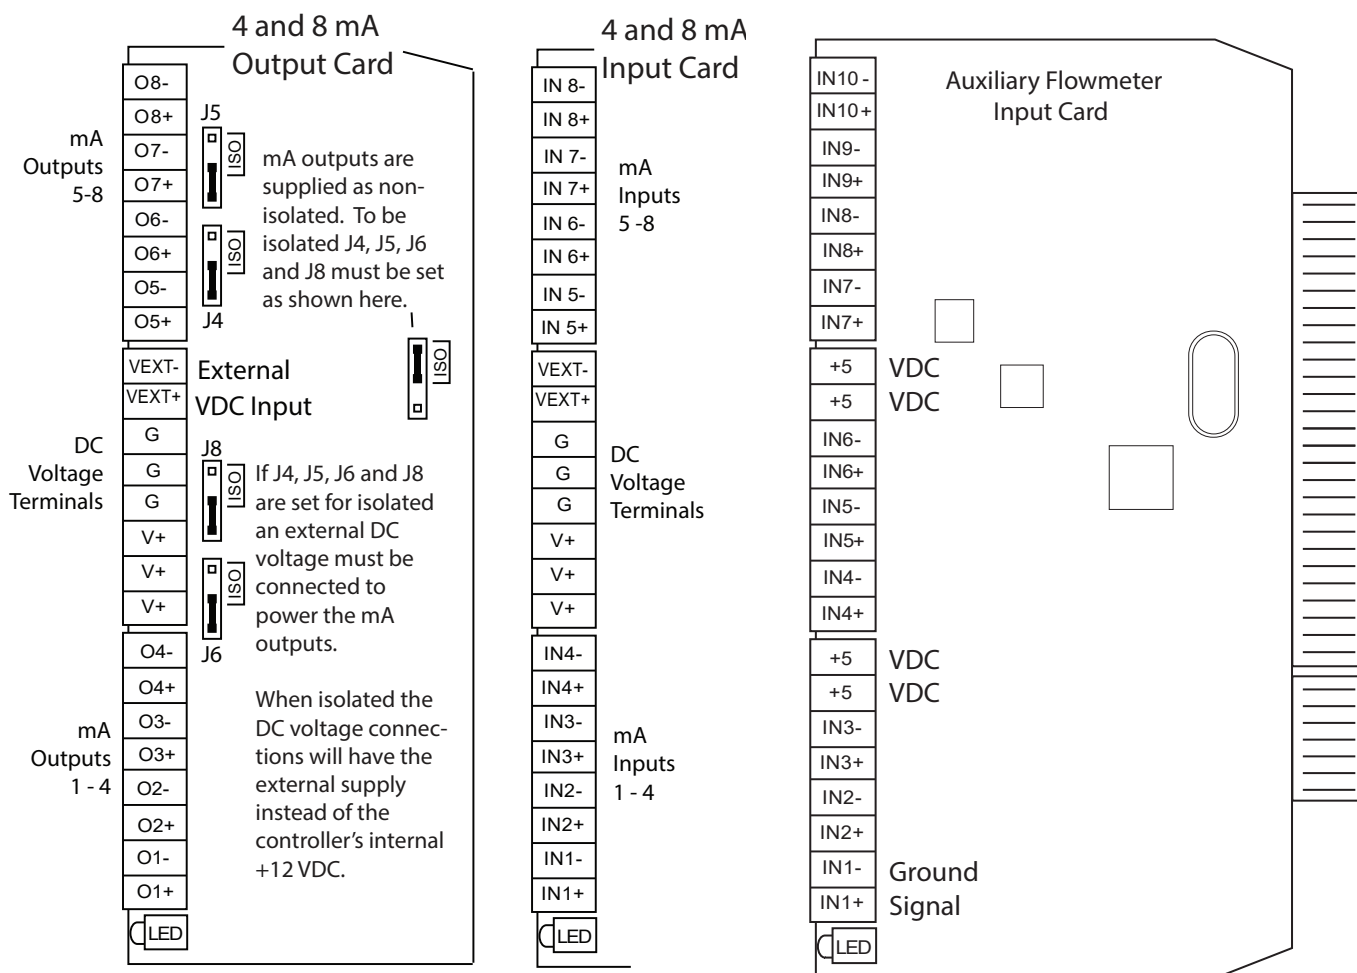 4 and 8 mA
Output Card
O8-
O8+
O7-
O7+
O6-
O6+
O5-
O5+
mA
Outputs
5-8
J5
ISO
ISO
J4
mA outputs are
supplied as non-
isolated. To be
isolated J4, J5, J6
and J8 must be set
as shown here.
ISO
VEXT-
VEXT+
External
VDC Input
G
G
G
V+
V+
V+
DC
Voltage
Terminals
J8
ISO
ISO
J6
If J4, J5, J6 and J8
are set for isolated
an external DC
voltage must be
connected to
power the mA
outputs.
When isolated the
DC voltage connec-
tions will have the
external supply
instead of the
controller's internal
+12 VDC.
O4-
O4+
O3-
O3+
O2-
O2+
O1-
O1+
mA
Outputs
1 - 4
LED
4 and 8 mA
Input Card
IN 8-
IN 8+
IN 7-
IN 7+
IN 6-
IN 6+
IN 5-
IN 5+
mA
Inputs
5 -8
VEXT-
VEXT+
G
G
G
V+
V+
V+
DC
Voltage
Terminals
IN4-
IN4+
IN3-
IN3+
IN2-
IN2+
IN1-
IN1+
mA
Inputs
1 - 4
LED
Auxiliary Flowmeter
Input Card
IN10 -
IN10 +
IN9-
IN9+
IN8-
IN8+
IN7-
IN7+
+5 VDC
+5 VDC
IN6-
IN6+
IN5-
IN5+
IN4-
IN4+
+5 VDC
+5 VDC
IN3-
IN3+
IN2-
IN2+
IN1- Ground
IN1+ Signal
LED